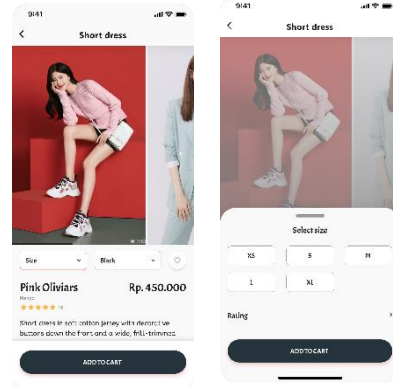 9:41
Short dress
Size
Black
Pink Oliviars
Rp. 450.000
Short dress in soft cotton jersey with decorative
buttons down the front and a wide, frill-trimmed
ADD TO CART
9:41
Short dress
Select size
XS
S
M
L
XL
Rating
ADD TO CART